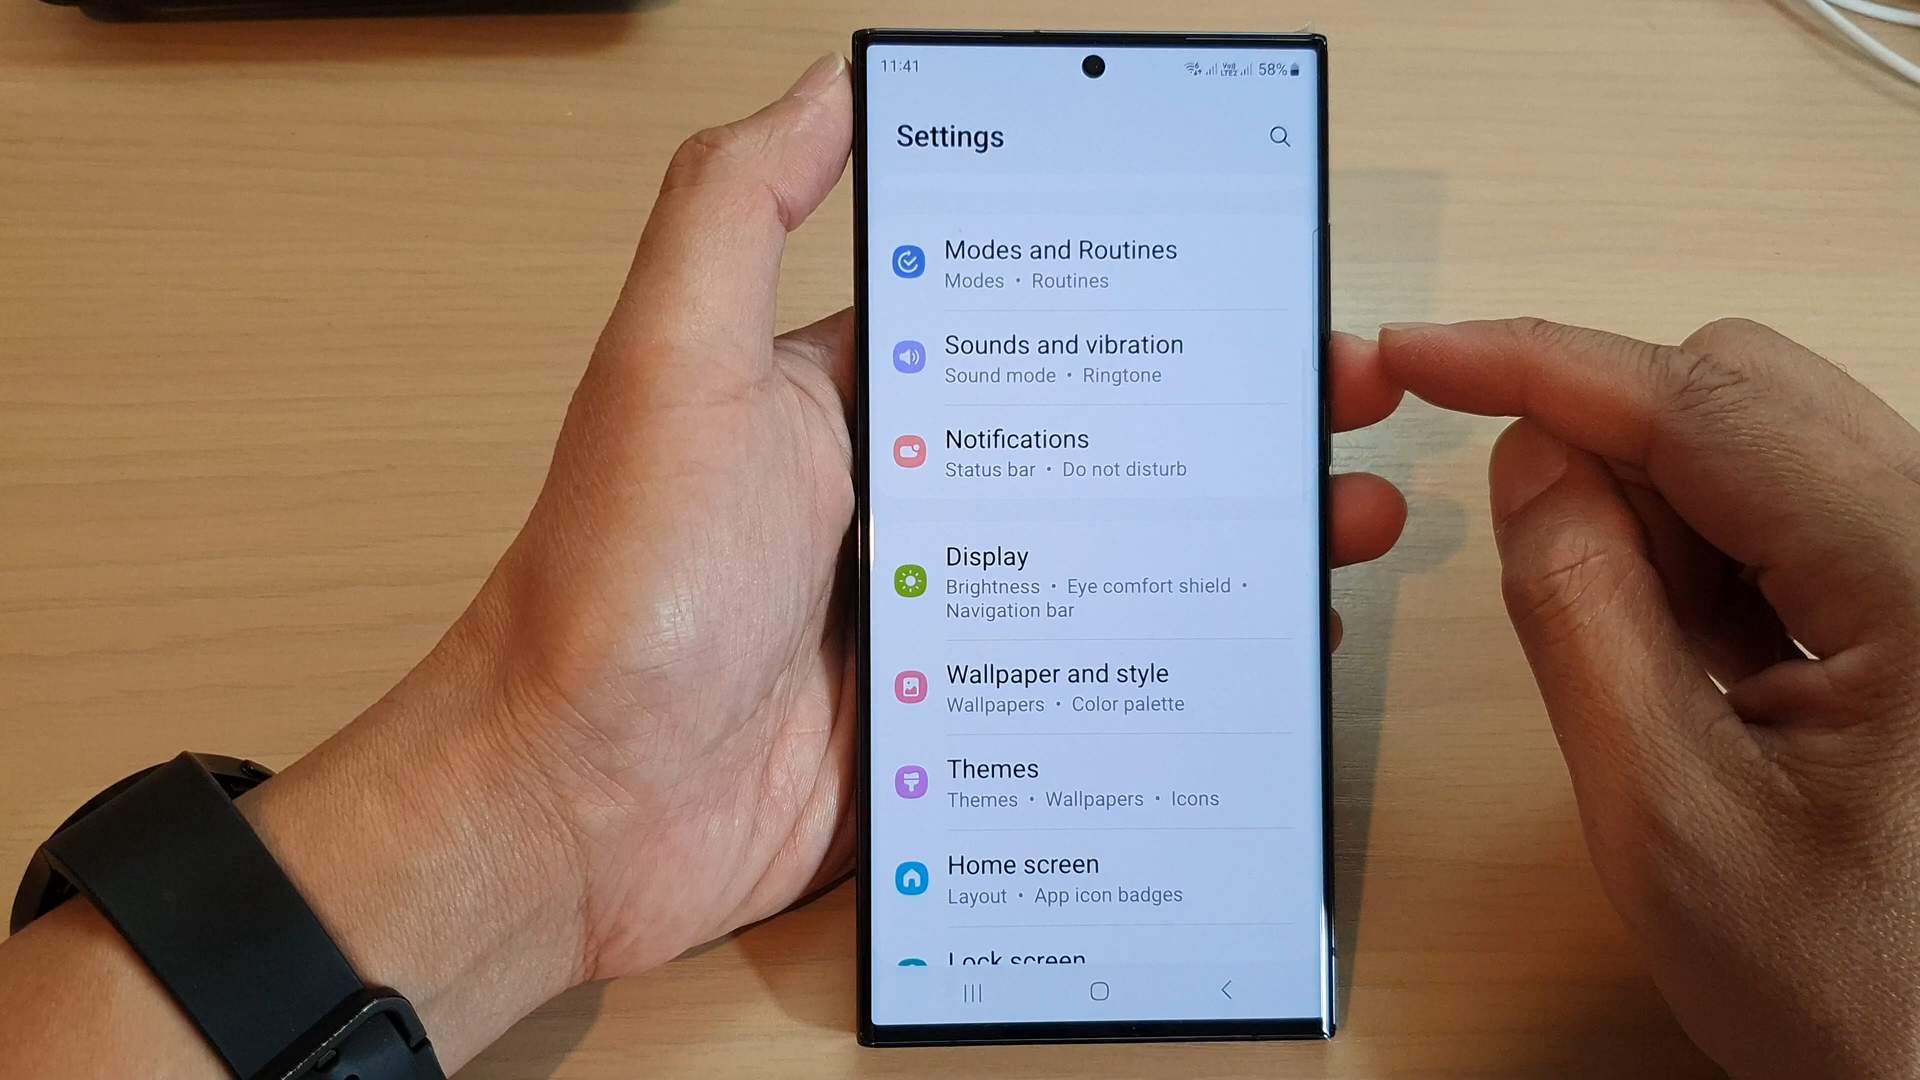 11:41
Vo)) LTE2 58%
Settings
Modes and Routines
Modes • Routines
Sounds and vibration
Sound mode • Ringtone
Notifications
Status bar • Do not disturb
Display
Brightness • Eye comfort shield •
Navigation bar
Wallpaper and style
Wallpapers • Color palette
Themes
Themes • Wallpapers • Icons
Home screen
Layout • App icon badges
Lock screen